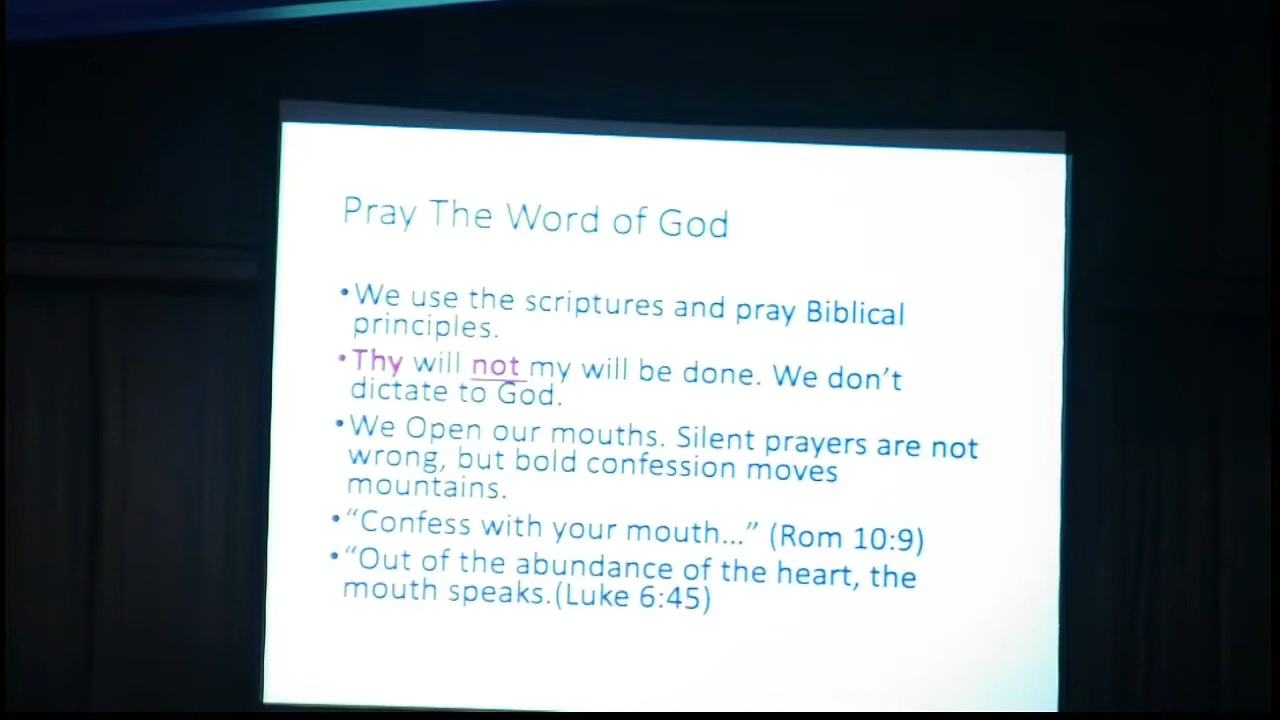 Pray The Word of God
•We use the scriptures and pray Biblical
principles.
•Thy will not my will be done. We don't
dictate to God.
•We Open our mouths. Silent prayers are not
wrong, but bold confession moves
mountains.
•“Confess with your mouth...” (Rom 10:9)
•“Out of the abundance of the heart, the
mouth speaks.(Luke 6:45)